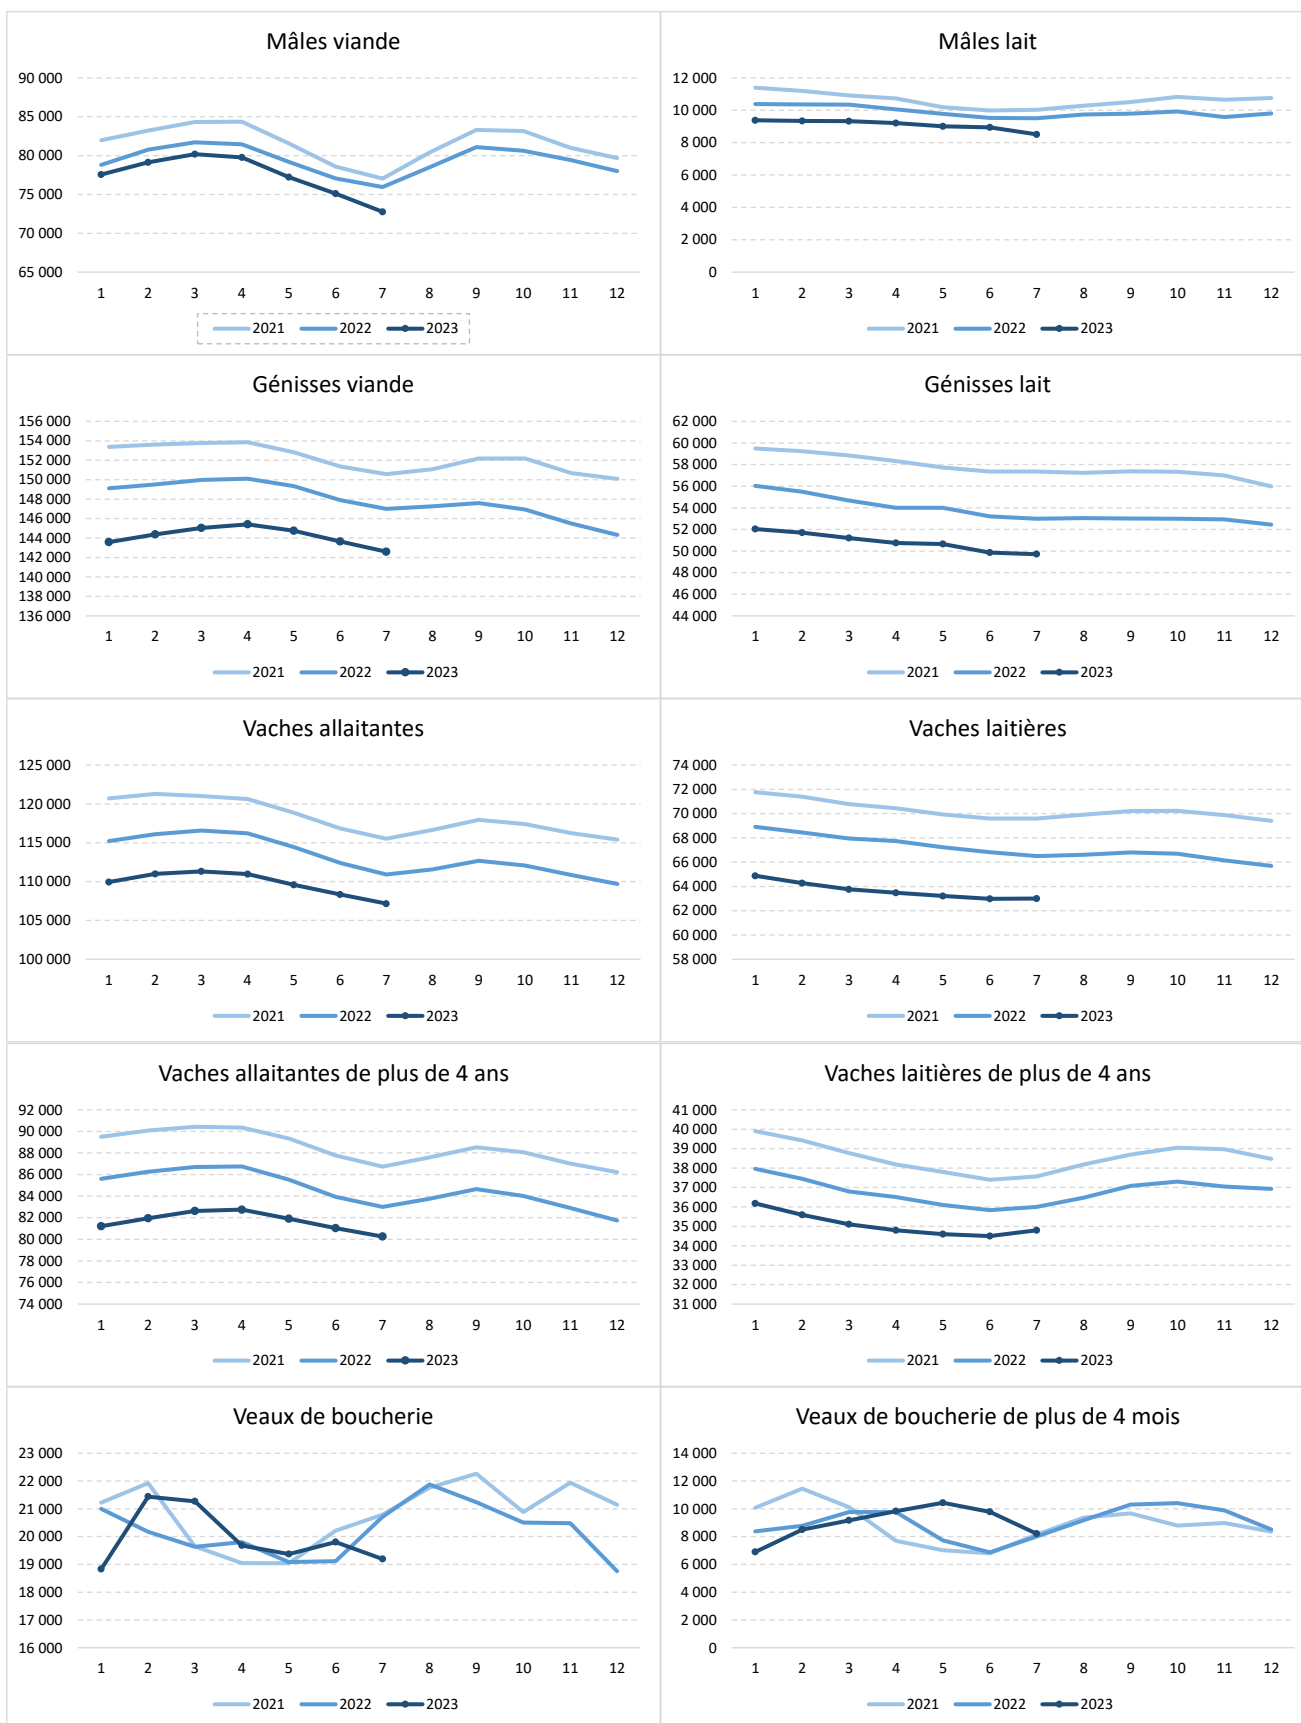 Mâles viande
90 000
85 000
80 000
75 000
70 000
65 000
1 2 3 4 5 6 7 8 9 10 11 12
2021 2022 2023
Mâles lait
12 000
10 000
8 000
6 000
4 000
2 000
0
1 2 3 4 5 6 7 8 9 10 11 12
2021 2022 2023
Génisses viande
156 000
154 000
152 000
150 000
148 000
146 000
144 000
142 000
140 000
138 000
136 000
1 2 3 4 5 6 7 8 9 10 11 12
2021 2022 2023
Génisses lait
62 000
60 000
58 000
56 000
54 000
52 000
50 000
48 000
46 000
44 000
1 2 3 4 5 6 7 8 9 10 11 12
2021 2022 2023
Vaches allaitantes
125 000
120 000
115 000
110 000
105 000
100 000
1 2 3 4 5 6 7 8 9 10 11 12
2021 2022 2023
Vaches laitières
74 000
72 000
70 000
68 000
66 000
64 000
62 000
60 000
58 000
1 2 3 4 5 6 7 8 9 10 11 12
2021 2022 2023
Vaches allaitantes de plus de 4 ans
92 000
90 000
88 000
86 000
84 000
82 000
80 000
78 000
76 000
74 000
1 2 3 4 5 6 7 8 9 10 11 12
2021 2022 2023
Vaches laitières de plus de 4 ans
41 000
40 000
39 000
38 000
37 000
36 000
35 000
34 000
33 000
32 000
31 000
1 2 3 4 5 6 7 8 9 10 11 12
2021 2022 2023
Veaux de boucherie
23 000
22 000
21 000
20 000
19 000
18 000
17 000
16 000
1 2 3 4 5 6 7 8 9 10 11 12
2021 2022 2023
Veaux de boucherie de plus de 4 mois
14 000
12 000
10 000
8 000
6 000
4 000
2 000
0
1 2 3 4 5 6 7 8 9 10 11 12
2021 2022 2023